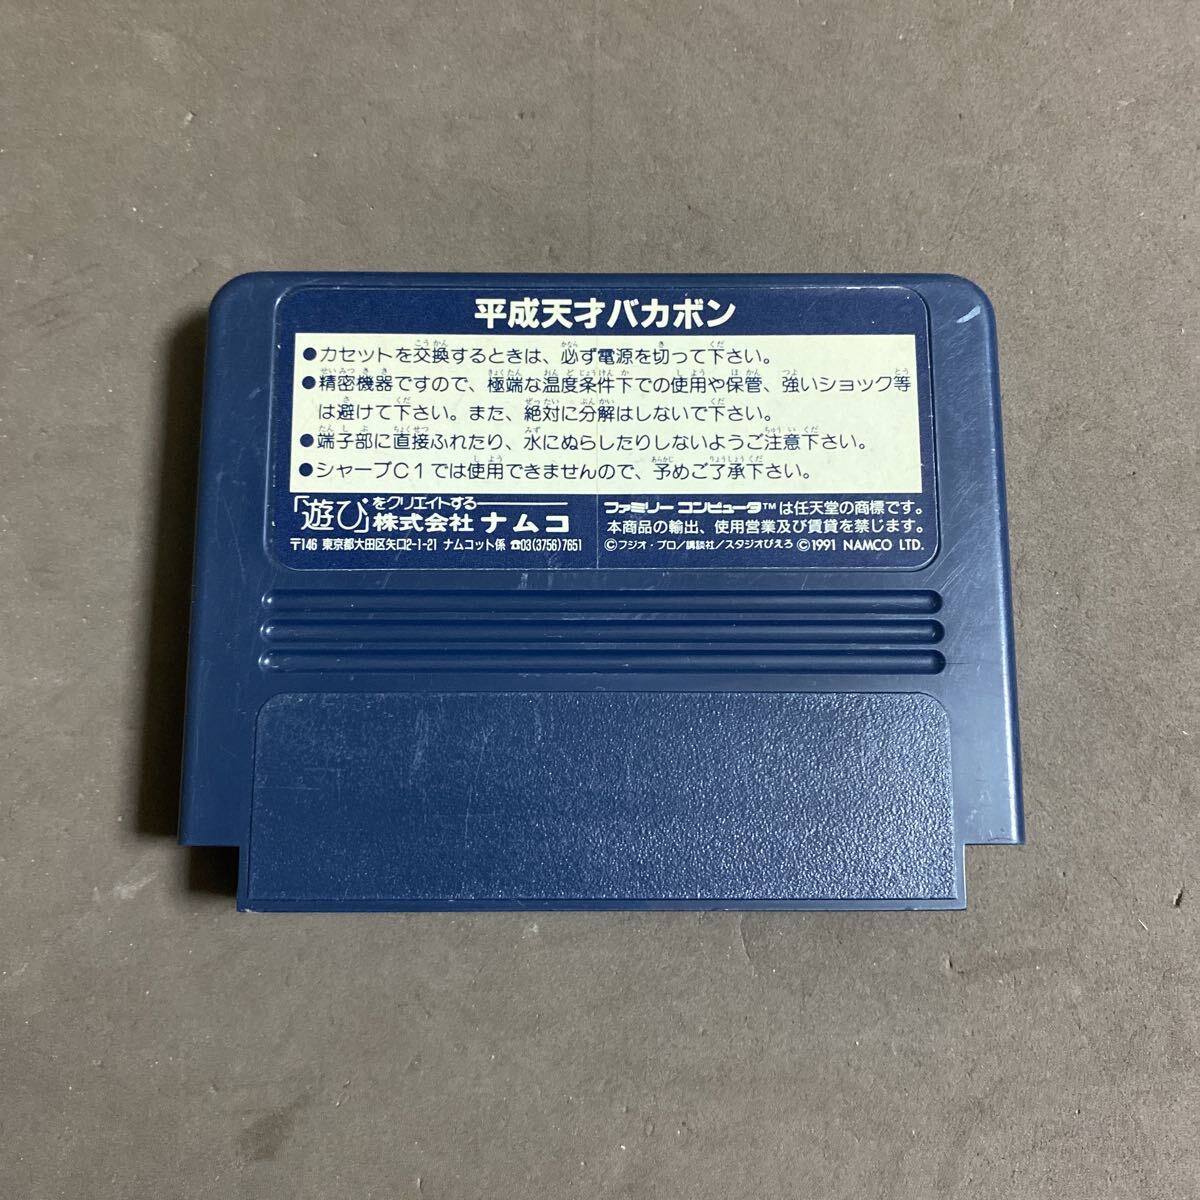 平成天才バカボン
●カセットを交換するときは、必ず電源を切って下さい。
●精密機器ですので、極端な温度条件下での使用や保管、強いショック等
は避けて下さい。また、絶対に分解はしないで下さい。
●端子部に直接ふれたり、水にぬらしたりしないようご注意下さい。
●シャープC1では使用できませんので、予めご了承下さい。
「遊び」をクリエイトする
株式会社 ナムコ
〒146 東京都大田区矢口2-1-21 ナムコット係 ☎03(3756)7651
ファミリーコンピュータ™は任天堂の商標です。
本商品の輸出、使用営業及び賃貸を禁じます。
©フジオ・プロ/講談社/スタジオぴえろ ©1991 NAMCO LTD.